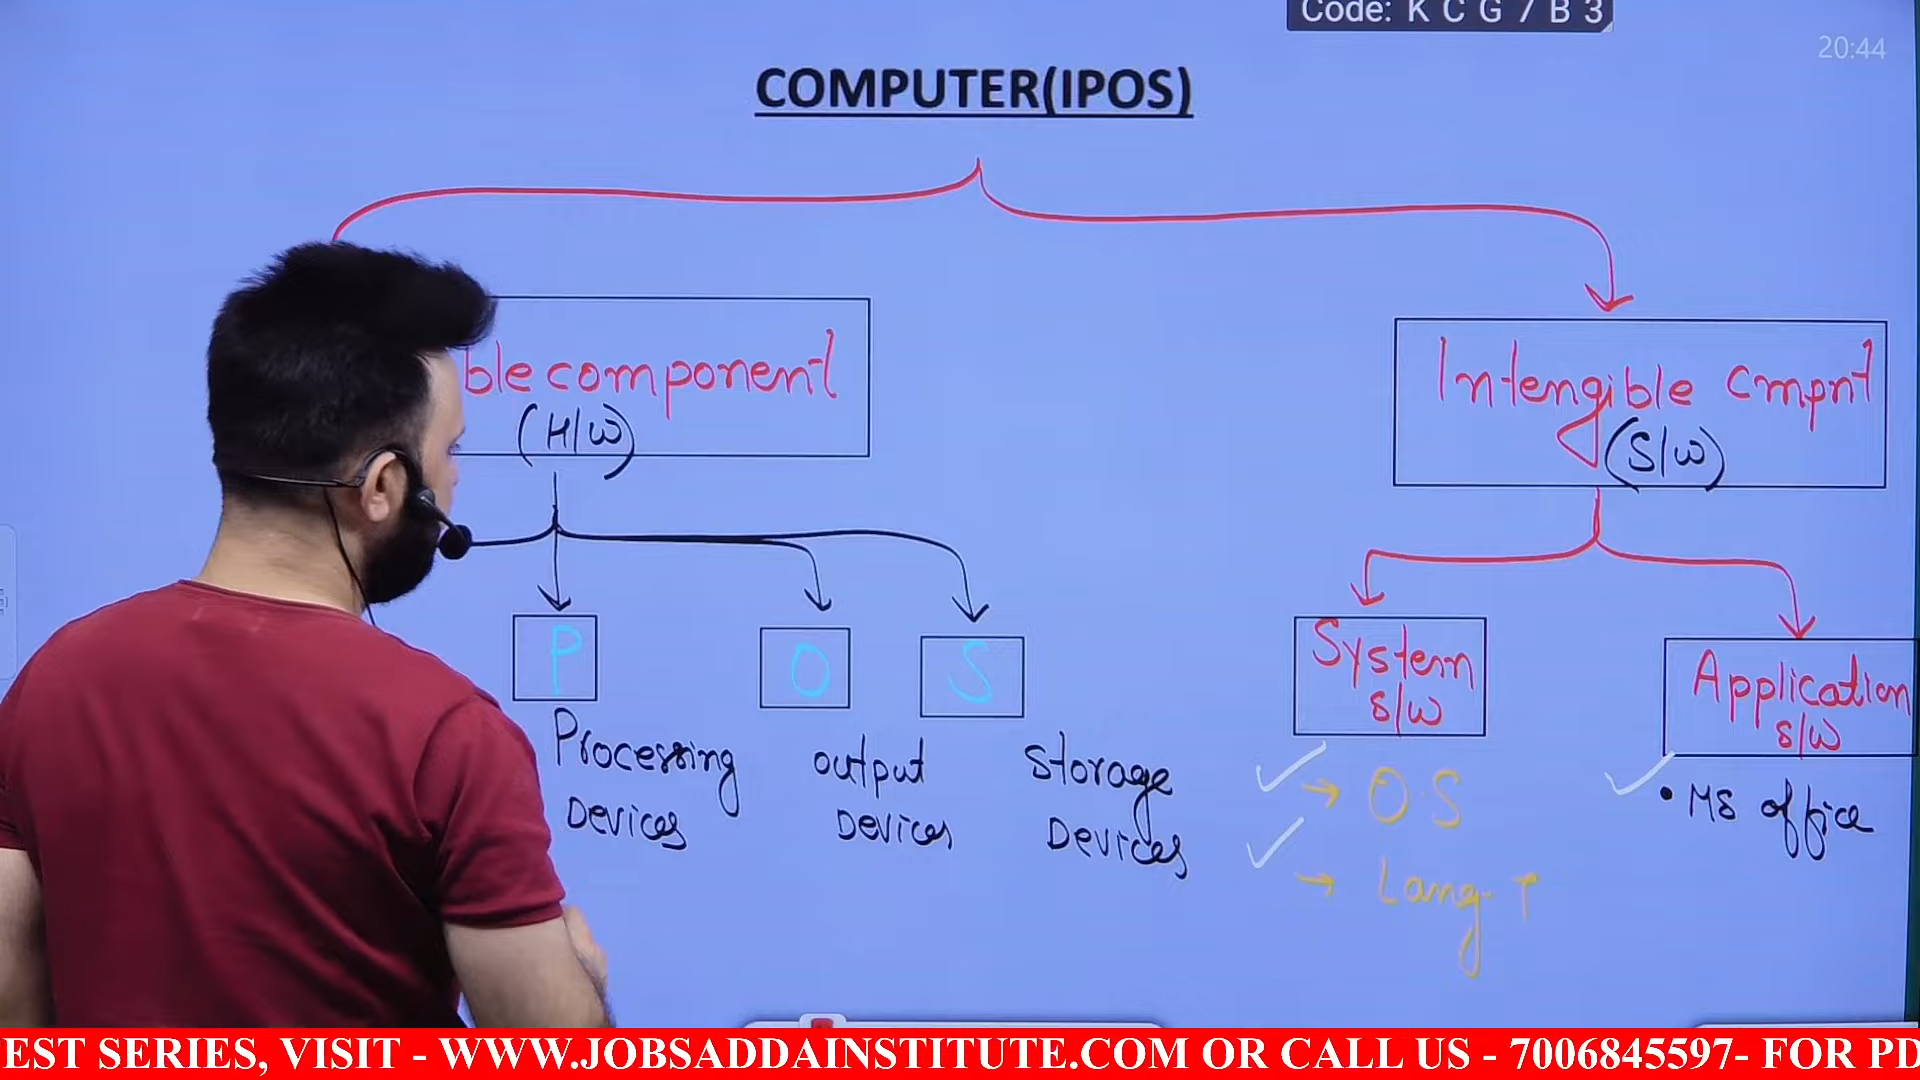 Code: K C G 7 B 3
20:44
COMPUTER(IPOS)
ble component
(H/W)
Intengible cmpnt
(S/W)
P
O
S
System
S/W
Application
S/W
Processing
Devices
output
Devices
Storage
Devices
→ O.S
→ Lang. T
• MS office
EST SERIES, VISIT - WWW.JOBSADDAINSTITUTE.COM OR CALL US - 7006845597- FOR PD